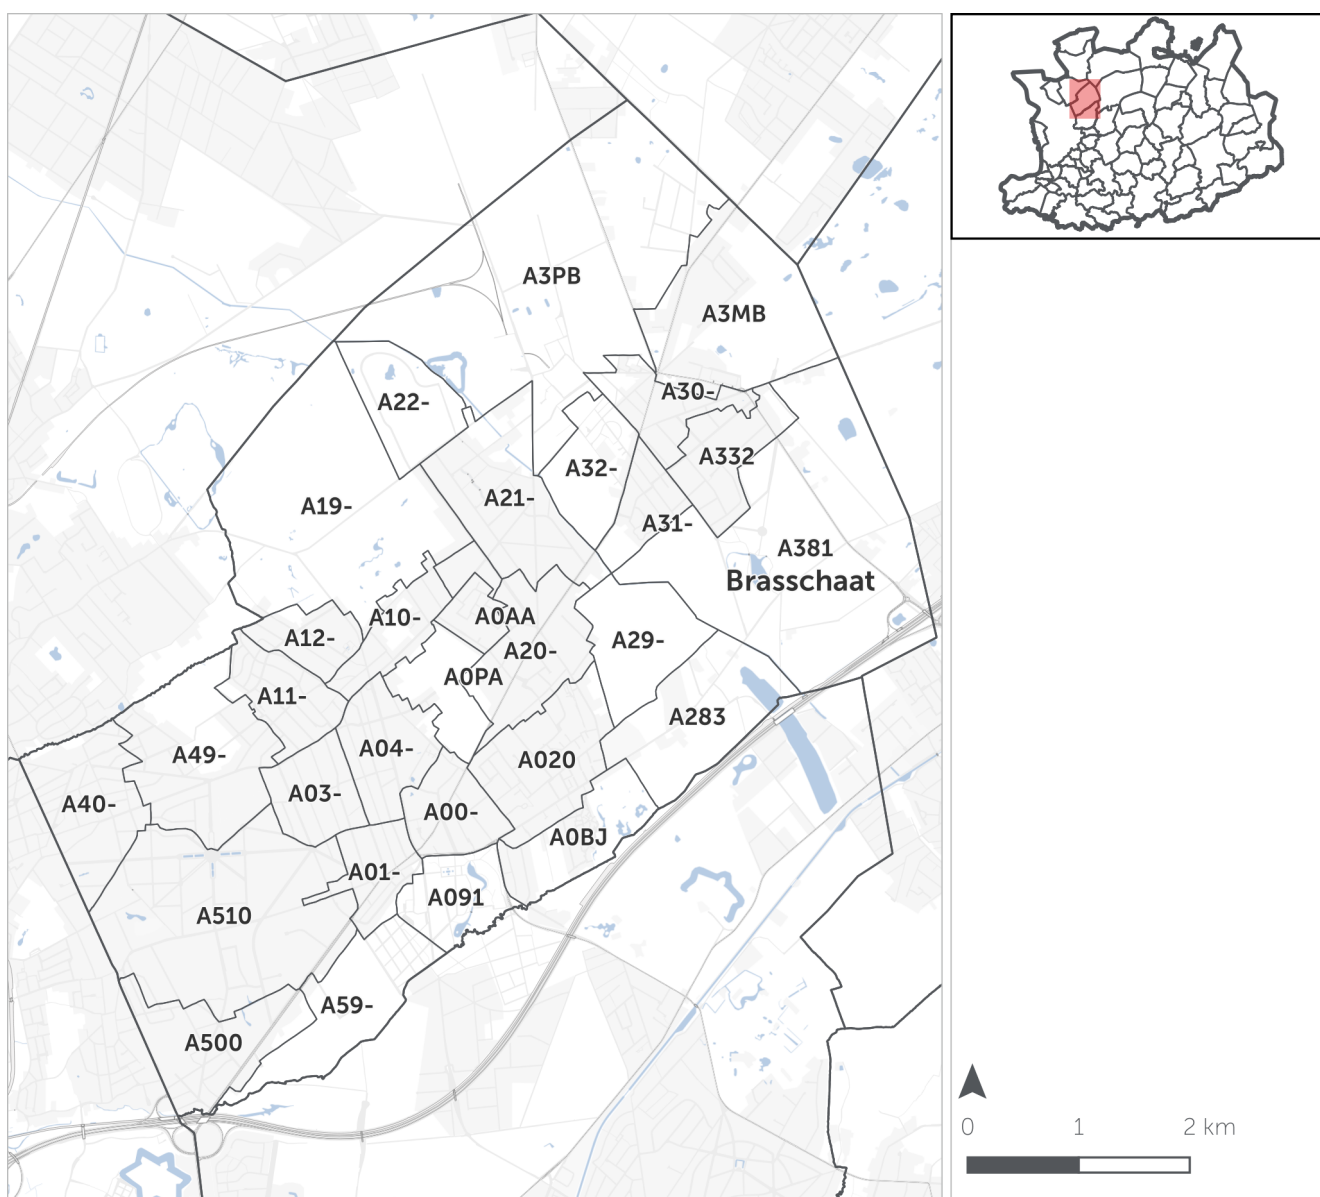 A3PB
A3MB
A30-
A22-
A332
A32-
A21-
A19-
A31-
A381
Brasschaat
A10-
A0AA
A12-
A29-
A20-
A0PA
A11-
A283
A04-
A49-
A020
A03-
A40-
A00-
A0BJ
A01-
A091
A510
A59-
A500
0 1 2 km